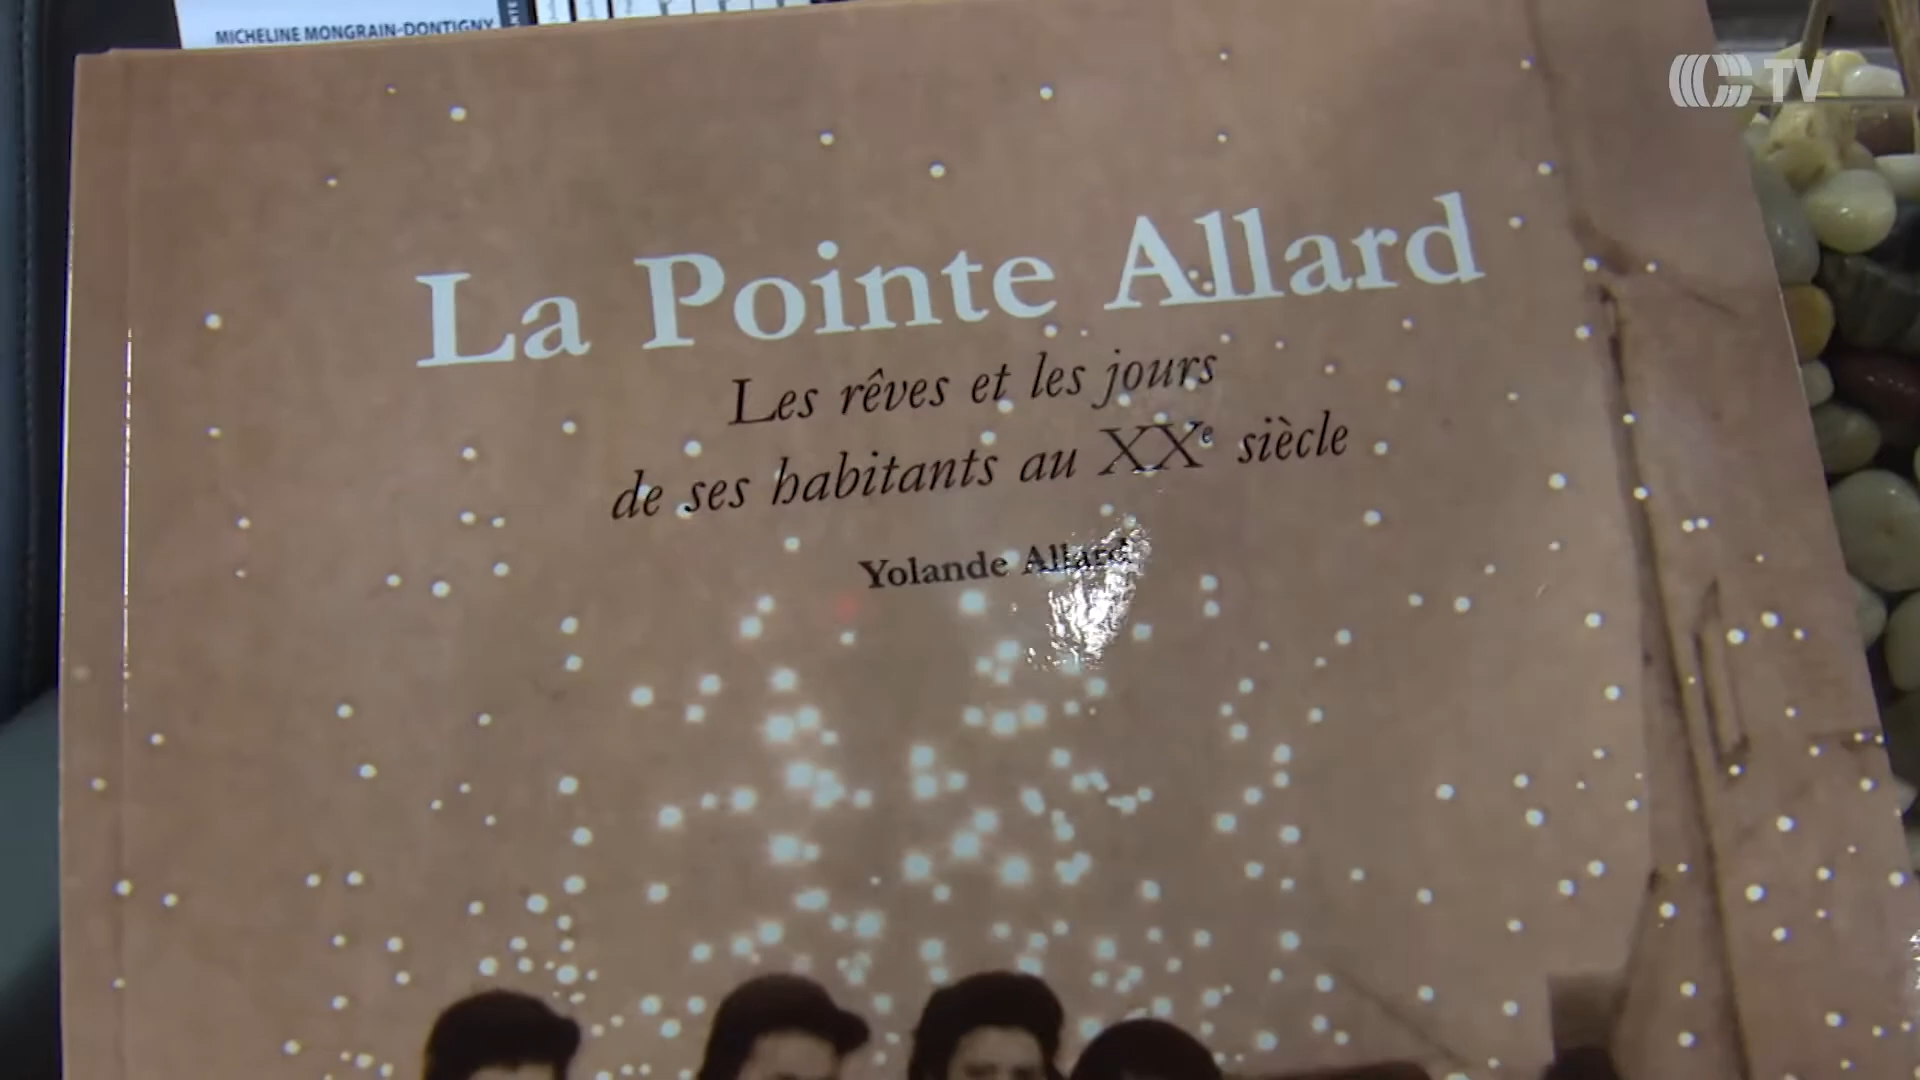 MICHELINE MONGRAIN-DONTIGNY
TV
La Pointe Allard
Les rêves et les jours
de ses habitants au XXe siècle
Yolande Allard